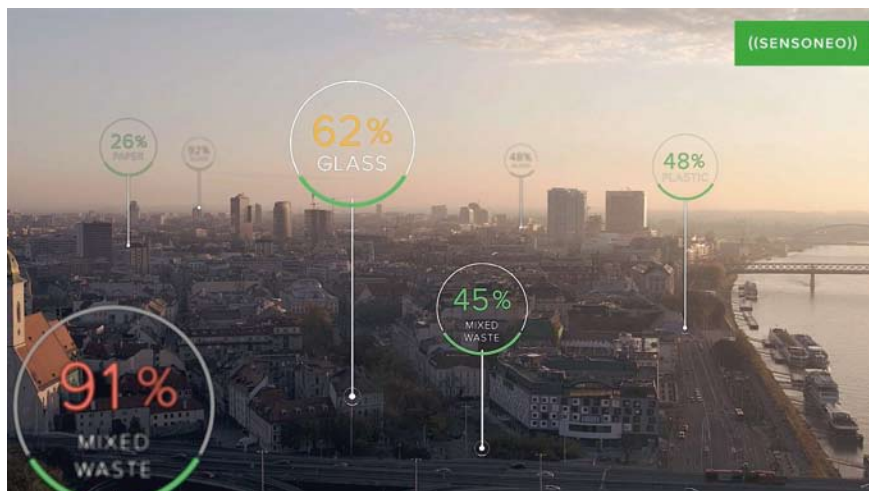 ((SENSONEO))
26%
PAPER
92%
62%
GLASS
48%
48%
PLASTIC
45%
MIXED
WASTE
91%
MIXED
WASTE